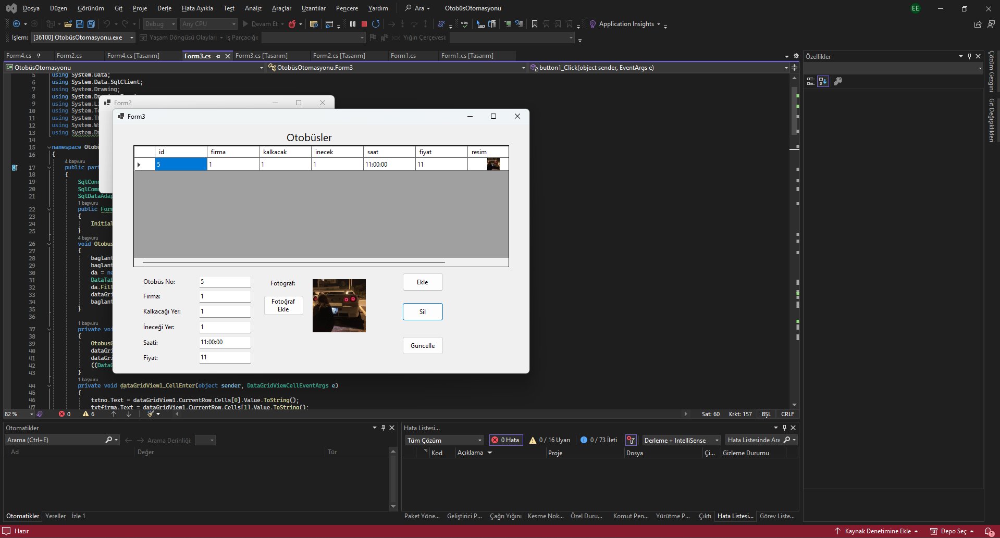 Dosya Düzen Görünüm Git Proje Derle Hata Ayıkla Test Analiz Araçlar Uzantılar Pencere Yardım Ara OtobüsOtomasyonu EE
Debug Any CPU Devam Et Application Insights
İşlem: [36100] OtobüsOtomasyonu.exe Yaşam Döngüsü Olayları İş Parçacığı: Yığın Çerçevesi:
Form4.cs Form2.cs Form4.cs [Tasarım] Form3.cs Form3.cs [Tasarım] Form2.cs [Tasarım] Form1.cs Form1.cs [Tasarım]
OtobüsOtomasyonu OtobüsOtomasyonu.Form3 button1_Click(object sender, EventArgs e)
5 using System.Data;
6 using System.Data.SqlClient;
7 using System.Drawing;
8 using
9 using System.Li
10 using System.Te
11 using System.Th
12 using System.Wi
13 using System.Dr
14
15 namespace Otobü
16 {
4 başvuru
17 public part
18 {
19 SqlConn
20 SqlComm
21 SqlDataAdap
1 başvuru
22 public Form
23 {
24 Initial
25 }
4 başvuru
26 void Otobus
27 {
28 baglant
29 baglant
30 da = ne
31 DataTab
32 da.Fill
33 dataGri
34 baglant
35 }
36
1 başvuru
37 private voi
38 {
39 OtobusG
40 dataGri
41 dataGri
42 ((DataG
43 }
1 başvuru
44 private void dataGridView1_CellEnter(object sender, DataGridViewCellEventArgs e)
45 {
46 txtno.Text = dataGridView1.CurrentRow.Cells[0].Value.ToString();
47 txtfirma.Text = dataGridView1.CurrentRow.Cells[1].Value.ToString();
Form2
Form3
Otobüsler
id firma kalkacak inecek saat fiyat resim
5 1 1 1 11:00:00 11
Otobüs No: 5
Firma: 1
Kalkacağı Yer: 1
İneceği Yer: 1
Saati: 11:00:00
Fiyat: 11
Fotograf:
Fotoğraf
Ekle
Ekle
Sil
Güncelle
82 % 0 6 Sat: 60 Krkt: 157 BŞL CRLF
Otomatikler
Arama (Ctrl+E) Arama Derinliği:
Ad Değer Tür
Otomatikler Yereller İzle 1
Hata Listesi...
Tüm Çözüm 0 Hata 0 / 16 Uyarı 0 / 73 İleti Derleme + IntelliSense Hata Listesinde Ara
Kod Açıklama Proje Dosya Çi... Gizleme Durumu
Paket Yöne... Geliştirici P... Çağrı Yığını Kesme Nok... Özel Duru... Komut Pen... Yürütme P... Çıktı Hata Listesi... Görev Liste...
Özellikler
Çözüm Gezgini
Git Değişiklikleri
Hazır Kaynak Denetimine Ekle Depo Seç 1